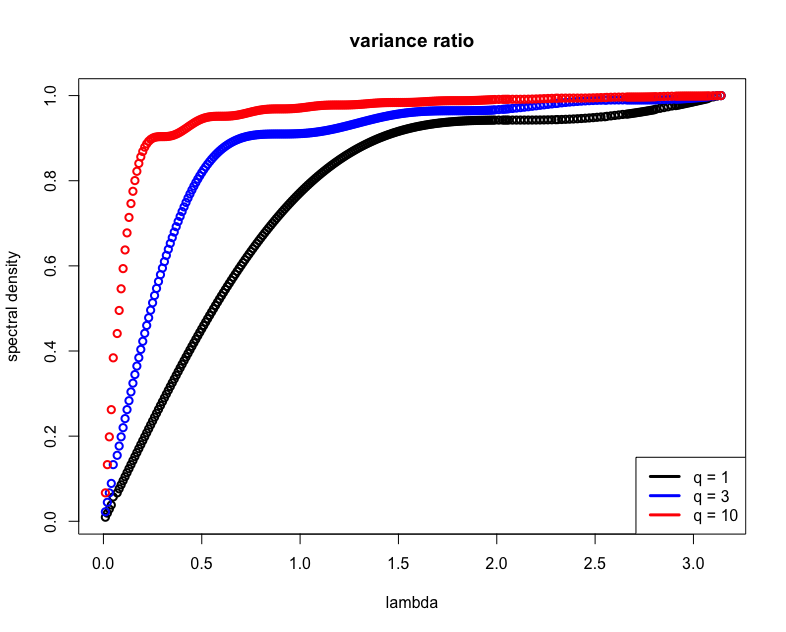 variance ratio
spectral density
1.0
0.8
0.6
0.4
0.2
0.0
q = 1
q = 3
q = 10
0.0 0.5 1.0 1.5 2.0 2.5 3.0
lambda